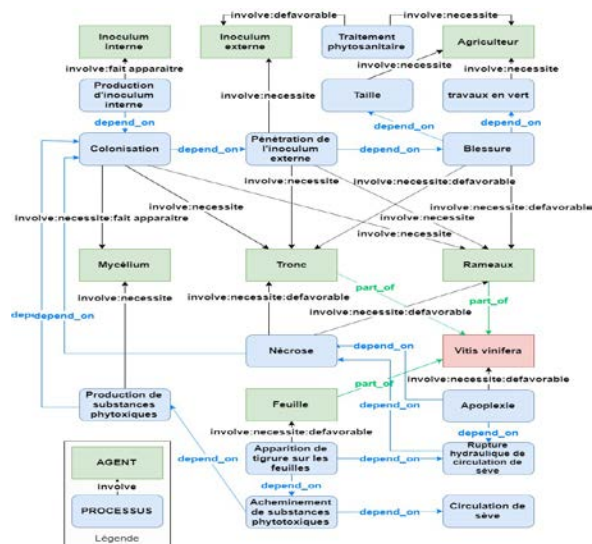 involve:defavorable
involve:necessite
Inoculum
interne
Inoculum
externe
Traitement
phytosanitaire
Agriculteur
involve:fait apparaitre
involve:necessite
involve:necessite
involve:necessite
Production
d'inoculum
interne
Taille
travaux en vert
depend_on
depend_on
depend_on
Colonisation
depend_on
Pénétration de
l'inoculum
externe
depend_on
Blessure
involve:necessite
involve:necessite
involve:necessite:defavorable
involve:necessite
involve:necessite:defavorable
involve:necessite:fait apparaitre
involve:necessite
Mycélium
Tronc
Rameaux
involve:necessite
part_of
part_of
involve:necessite:defavorable
involve:necessite:defavorable
depend_on
Nécrose
depend_on
Vitis vinifera
part_of
involve:necessite:defavorable
Production de
substances
phytoxiques
Feuille
depend_on
Apoplexie
involve:necessite:defavorable
depend_on
AGENT
involve
PROCESSUS
Légende
depend_on
Apparition de
tigrure sur les
feuilles
depend_on
Rupture
hydraulique de
circulation de
sève
depend_on
Acheminement
de substances
phytotoxiques
depend_on
Circulation de
sève